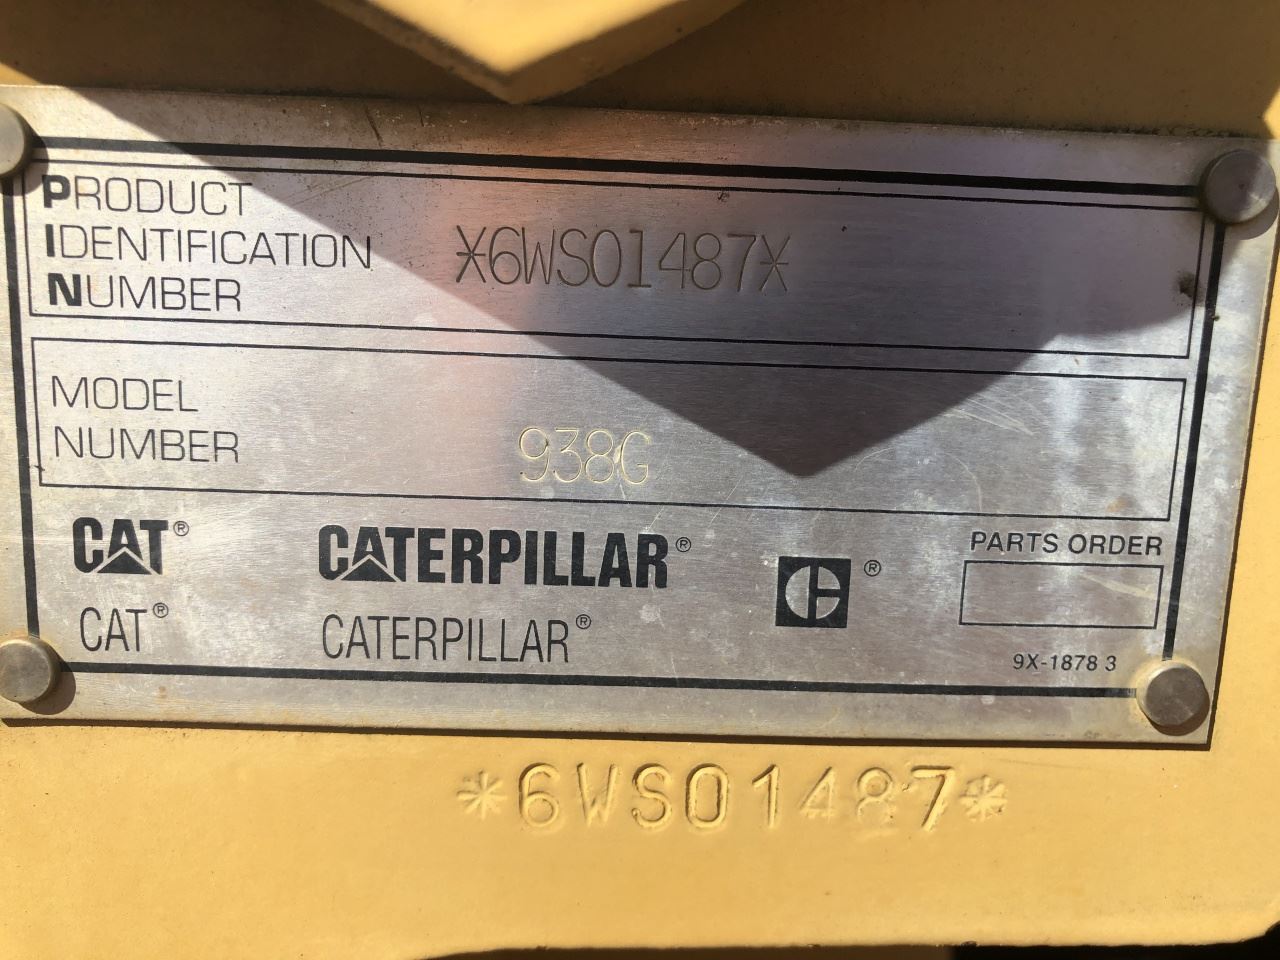 PRODUCT
IDENTIFICATION
NUMBER
*6WS01487*
MODEL
NUMBER
938G
CAT® CATERPILLAR® ®
CAT® CATERPILLAR®
PARTS ORDER
9X-1878 3
*6WS01487*